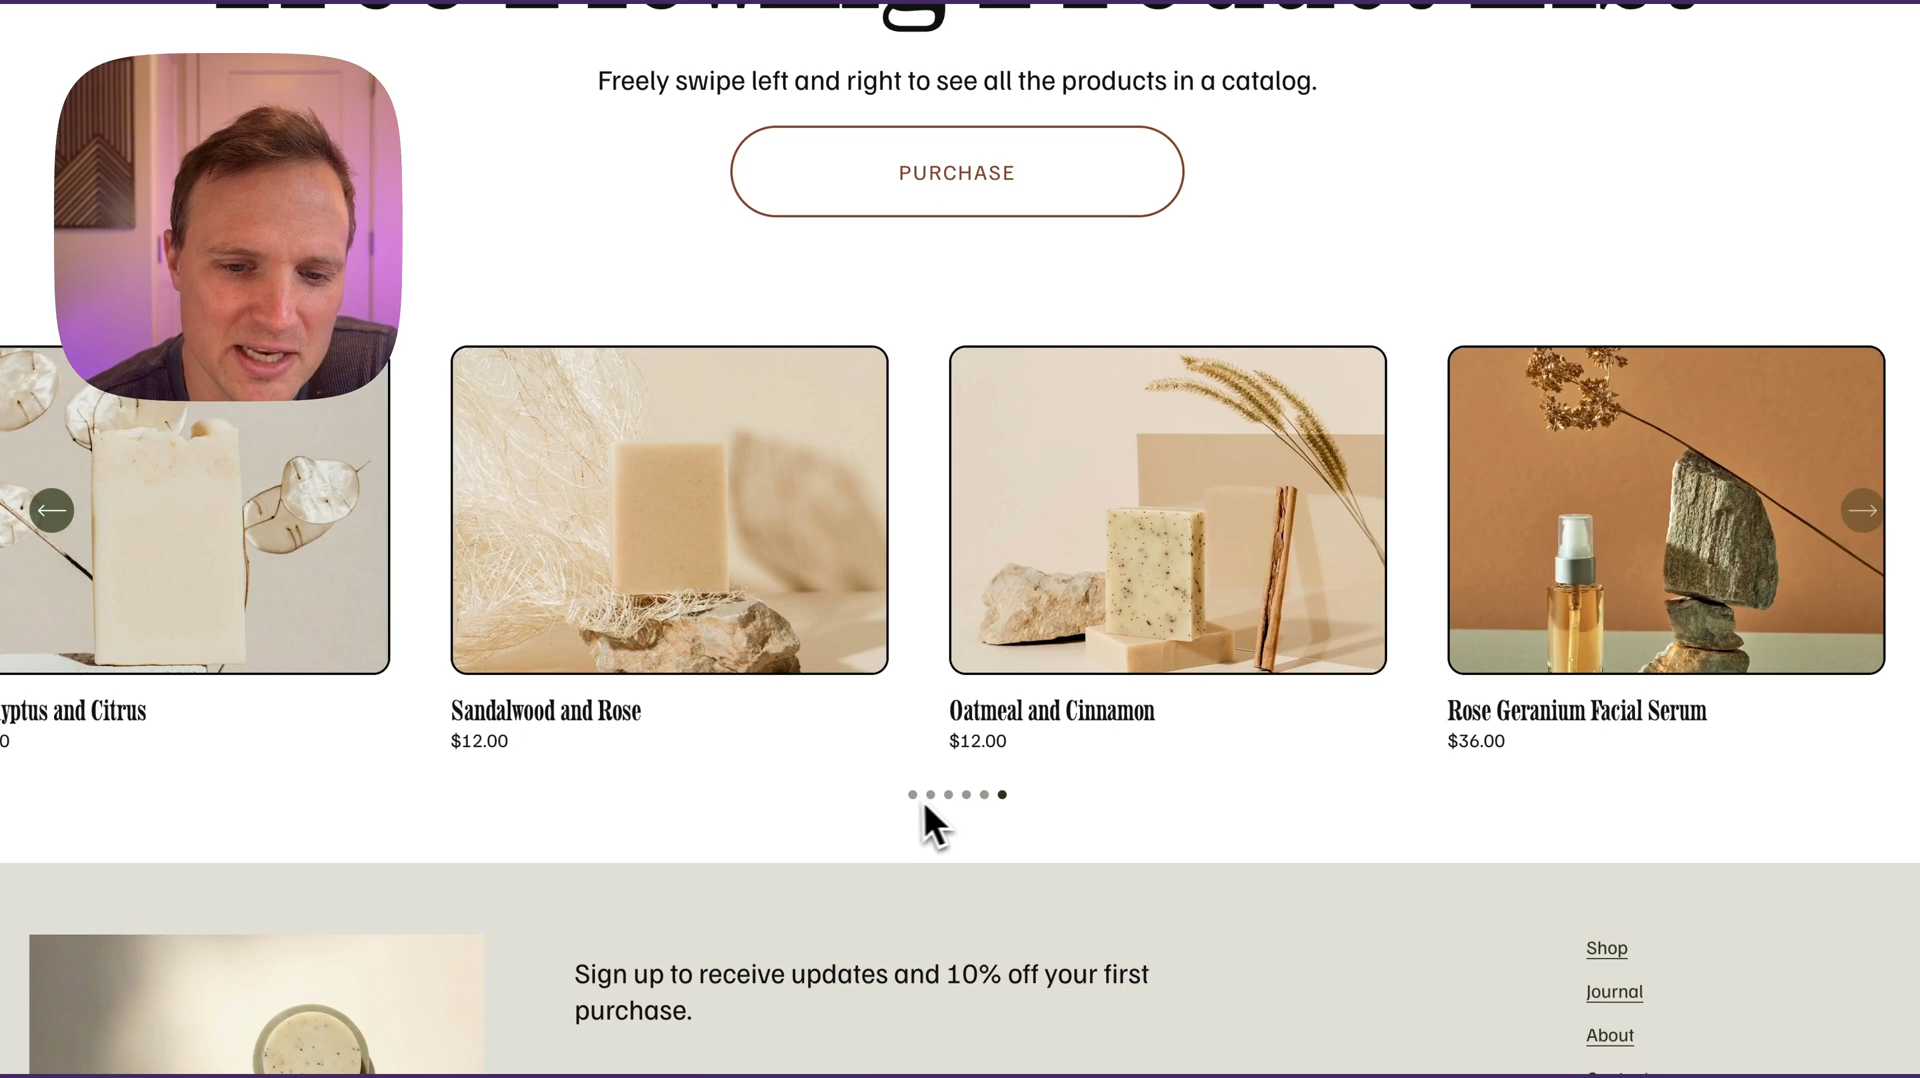 Freely swipe left and right to see all the products in a catalog.
PURCHASE
yptus and Citrus
0
Sandalwood and Rose
$12.00
Oatmeal and Cinnamon
$12.00
Rose Geranium Facial Serum
$36.00
Sign up to receive updates and 10% off your first
purchase.
Shop
Journal
About